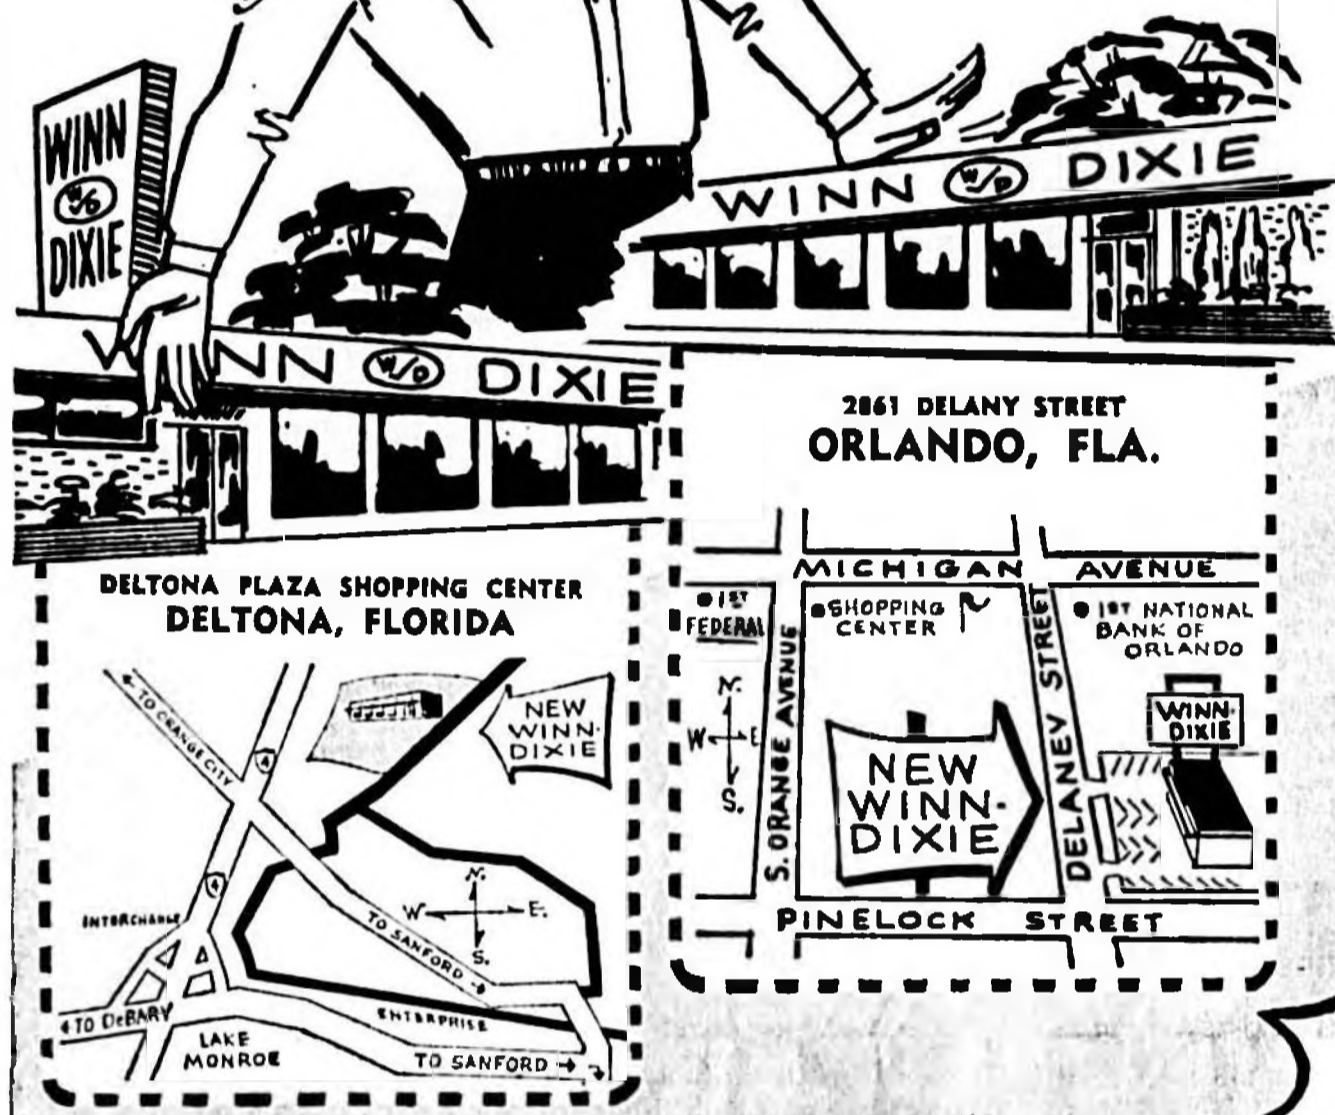 WINN
W/D
DIXIE
WINN W/D DIXIE
WINN W/D DIXIE
2861 DELANY STREET
ORLANDO, FLA.
MICHIGAN AVENUE
1ST
FEDERAL
SHOPPING
CENTER
1ST NATIONAL
BANK OF
ORLANDO
S. ORANGE AVENUE
DELANEY STREET
N.
W E
S.
NEW
WINN-
DIXIE
WINN-
DIXIE
PINELOCK STREET
DELTONA PLAZA SHOPPING CENTER
DELTONA, FLORIDA
← TO ORANGE CITY
4
NEW
WINN-
DIXIE
4
INTERCHANGE
N.
W E.
S.
TO SANFORD →
← TO DeBARY
ENTERPRISE
LAKE
MONROE
TO SANFORD →